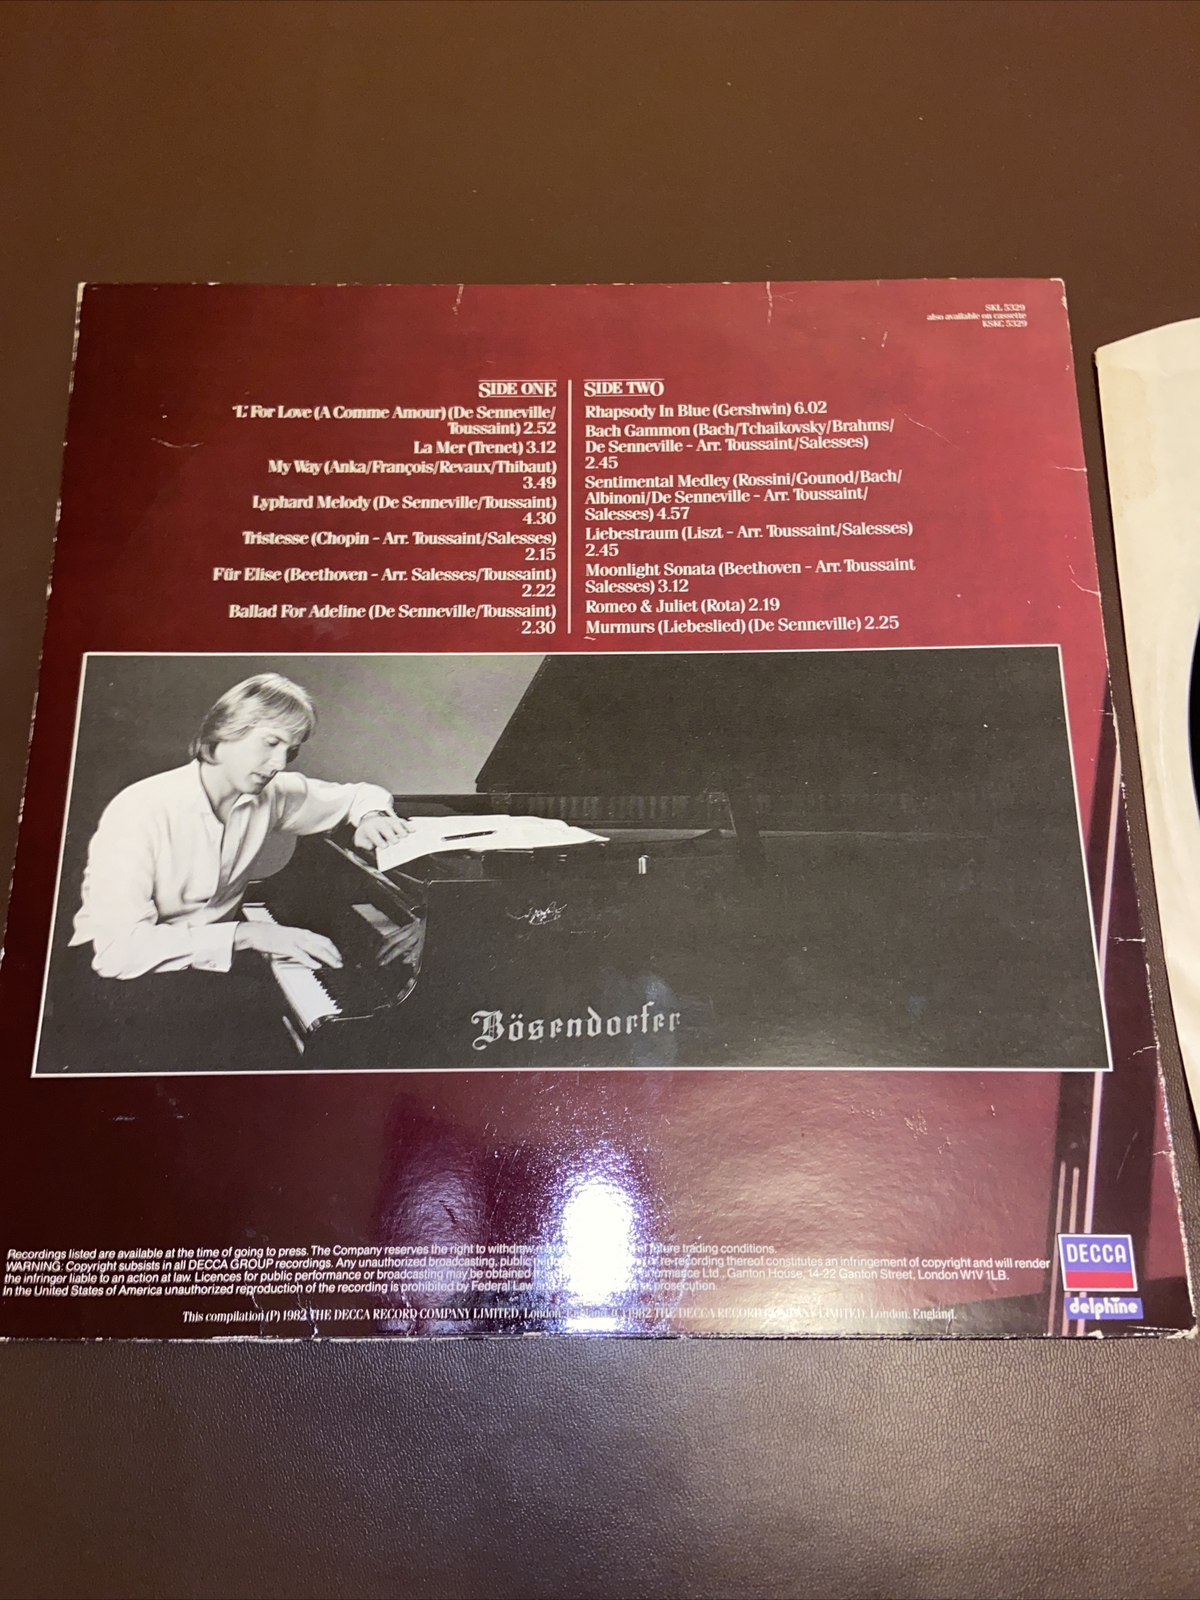 SKL 5329
also available on cassette
KSKC 5329
SIDE ONE
'L' For Love (A Comme Amour) (De Senneville/
Toussaint) 2.52
La Mer (Trenet) 3.12
My Way (Anka/François/Revaux/Thibaut)
3.49
Lyphard Melody (De Senneville/Toussaint)
4.30
Tristesse (Chopin - Arr. Toussaint/Salesses)
2.15
Für Elise (Beethoven - Arr. Salesses/Toussaint)
2.22
Ballad For Adeline (De Senneville/Toussaint)
2.30
SIDE TWO
Rhapsody In Blue (Gershwin) 6.02
Bach Gammon (Bach/Tchaikovsky/Brahms/
De Senneville - Arr. Toussaint/Salesses)
2.45
Sentimental Medley (Rossini/Gounod/Bach/
Albinoni/De Senneville - Arr. Toussaint/
Salesses) 4.57
Liebestraum (Liszt - Arr. Toussaint/Salesses)
2.45
Moonlight Sonata (Beethoven - Arr. Toussaint
Salesses) 3.12
Romeo & Juliet (Rota) 2.19
Murmurs (Liebeslied) (De Senneville) 2.25
Bösendorfer
Recordings listed are available at the time of going to press. The Company reserves the right to withdraw future trading conditions.
WARNING: Copyright subsists in all DECCA GROUP recordings. Any unauthorized broadcasting, public re-recording thereof constitutes an infringement of copyright and will render
the infringer liable to an action at law. Licences for public performance or broadcasting may be obtained Ltd., Ganton House, 14-22 Ganton Street, London W1V 1LB.
In the United States of America unauthorized reproduction of the recording is prohibited by Federal Law prosecution.
This compilation (P) 1982 THE DECCA RECORD COMPANY LIMITED, London, England. 1982 THE DECCA RECORD COMPANY LIMITED, London, England.
DECCA
delphine